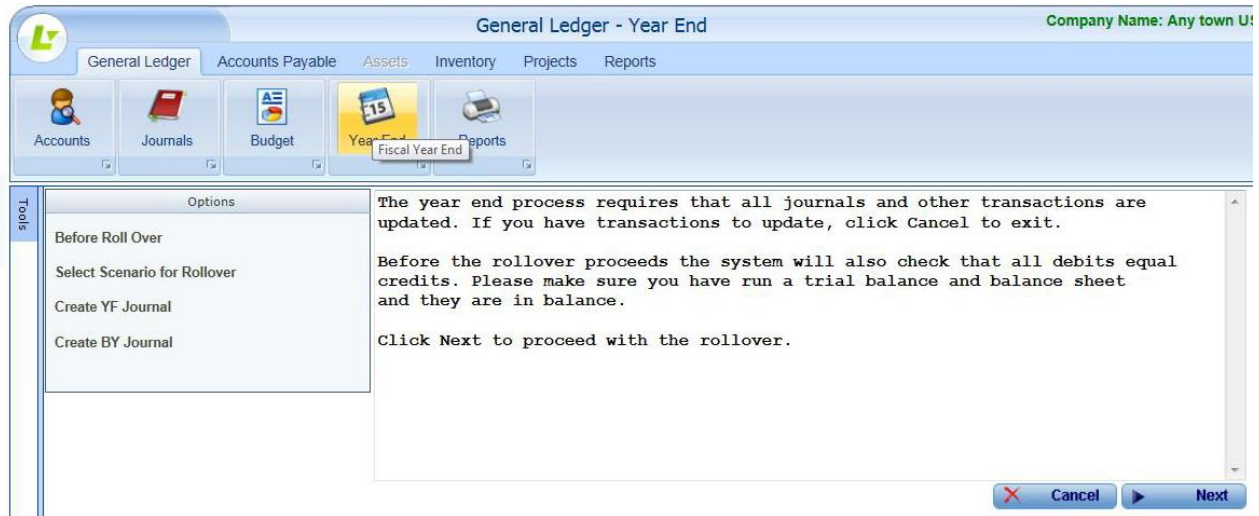 General Ledger - Year End
Company Name: Any town US
General Ledger Accounts Payable Assets Inventory Projects Reports
Accounts Journals Budget Year End Reports
Fiscal Year End
Tools
Options
Before Roll Over
Select Scenario for Rollover
Create YF Journal
Create BY Journal
The year end process requires that all journals and other transactions are
updated. If you have transactions to update, click Cancel to exit.
Before the rollover proceeds the system will also check that all debits equal
credits. Please make sure you have run a trial balance and balance sheet
and they are in balance.
Click Next to proceed with the rollover.
Cancel Next